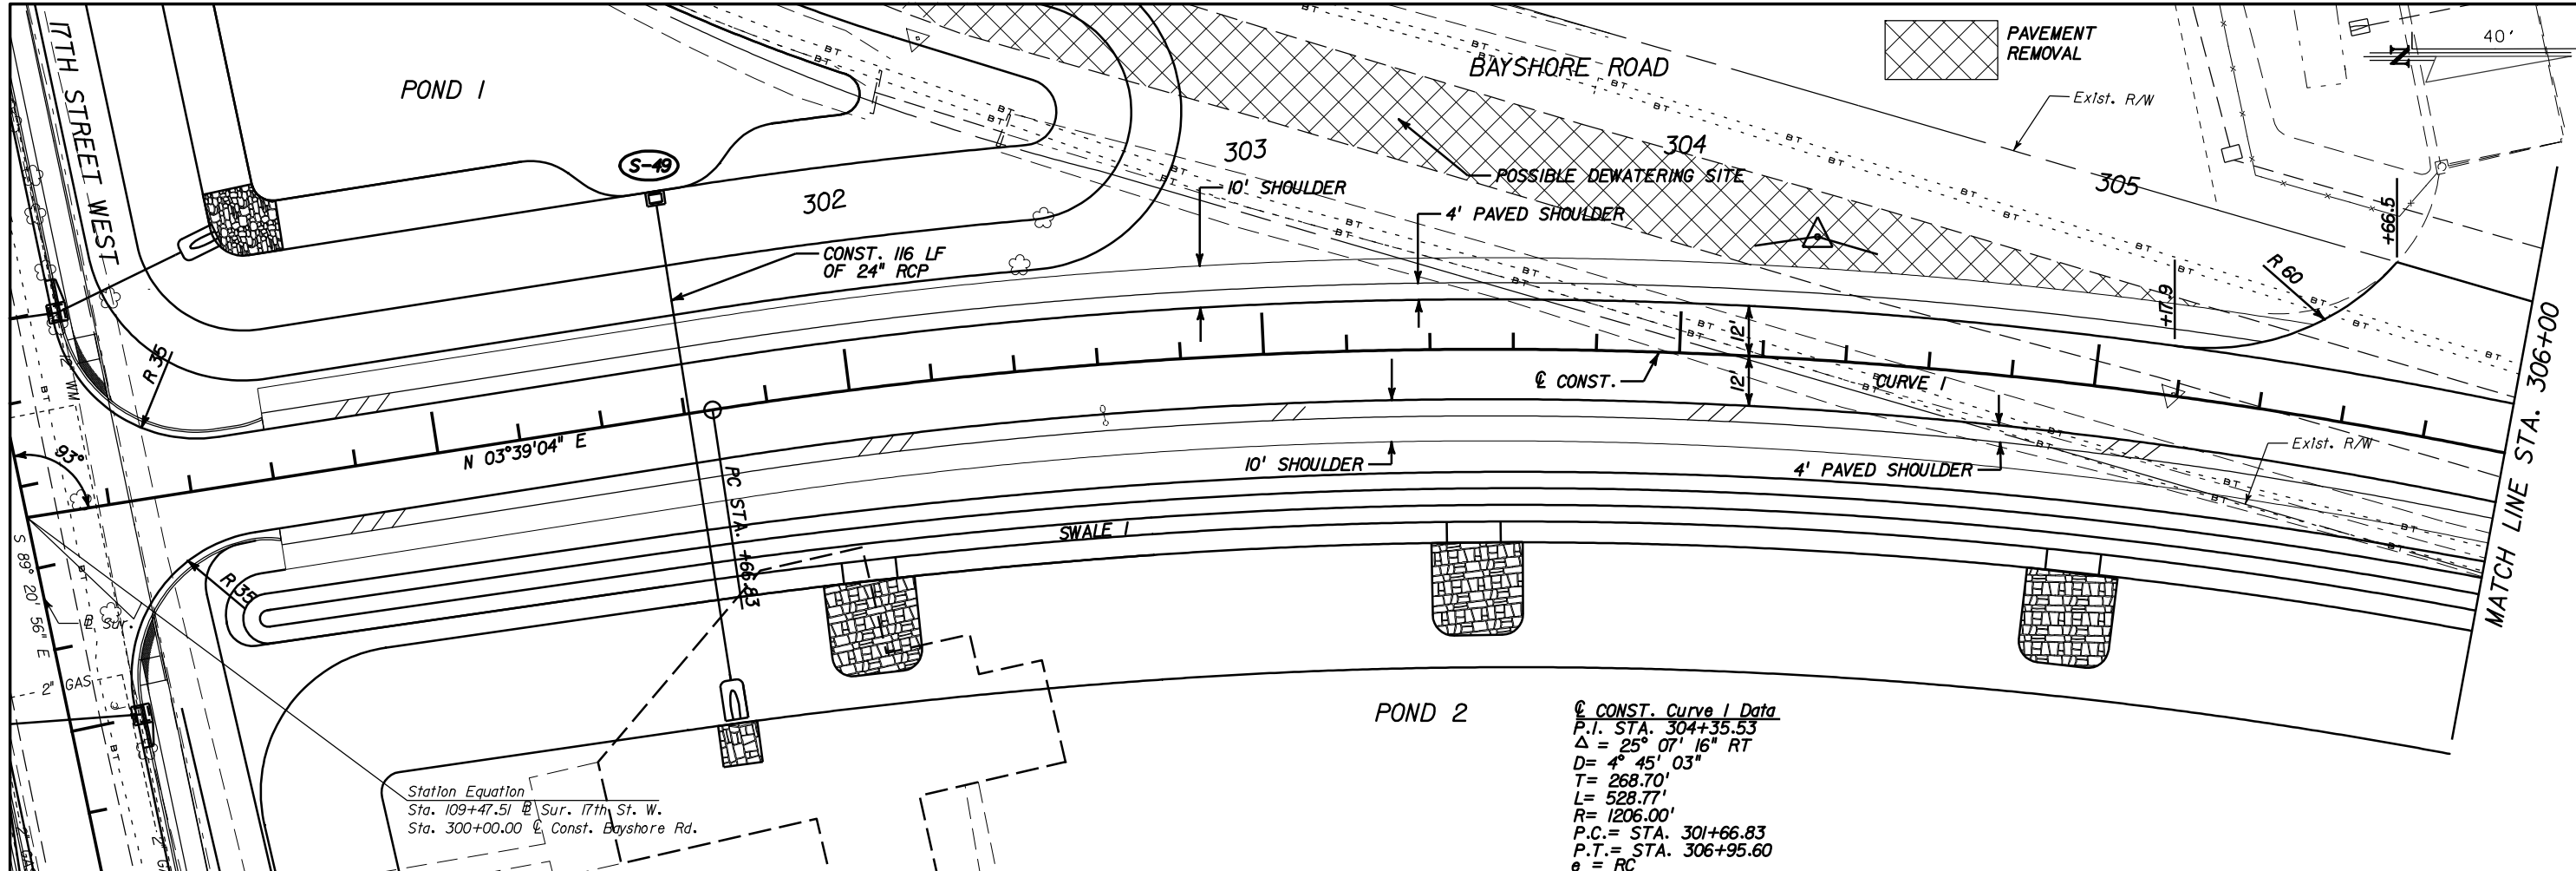 17TH STREET WEST
POND 1
S-49
302
CONST. 116 LF
OF 24" RCP
303
10' SHOULDER
4' PAVED SHOULDER
BAYSHORE ROAD
304
POSSIBLE DEWATERING SITE
PAVEMENT
REMOVAL
Exist. R/W
N
40'
305
+66.5
R 60
+17.9
12'
12'
℄ CONST.
CURVE 1
Exist. R/W
MATCH LINE STA. 306+00
R 35
12" WM
93°
N 03°39'04" E
PC STA. +66.83
10' SHOULDER
4' PAVED SHOULDER
SWALE 1
R 35
S 89° 20' 56" E
B Sur.
2" GAS
POND 2
Station Equation
Sta. 109+47.51 B Sur. 17th St. W.
Sta. 300+00.00 ℄ Const. Bayshore Rd.
℄ CONST. Curve 1 Data
P.I. STA. 304+35.53
Δ = 25° 07' 16" RT
D= 4° 45' 03"
T= 268.70'
L= 528.77'
R= 1206.00'
P.C.= STA. 301+66.83
P.T.= STA. 306+95.60
e = RC